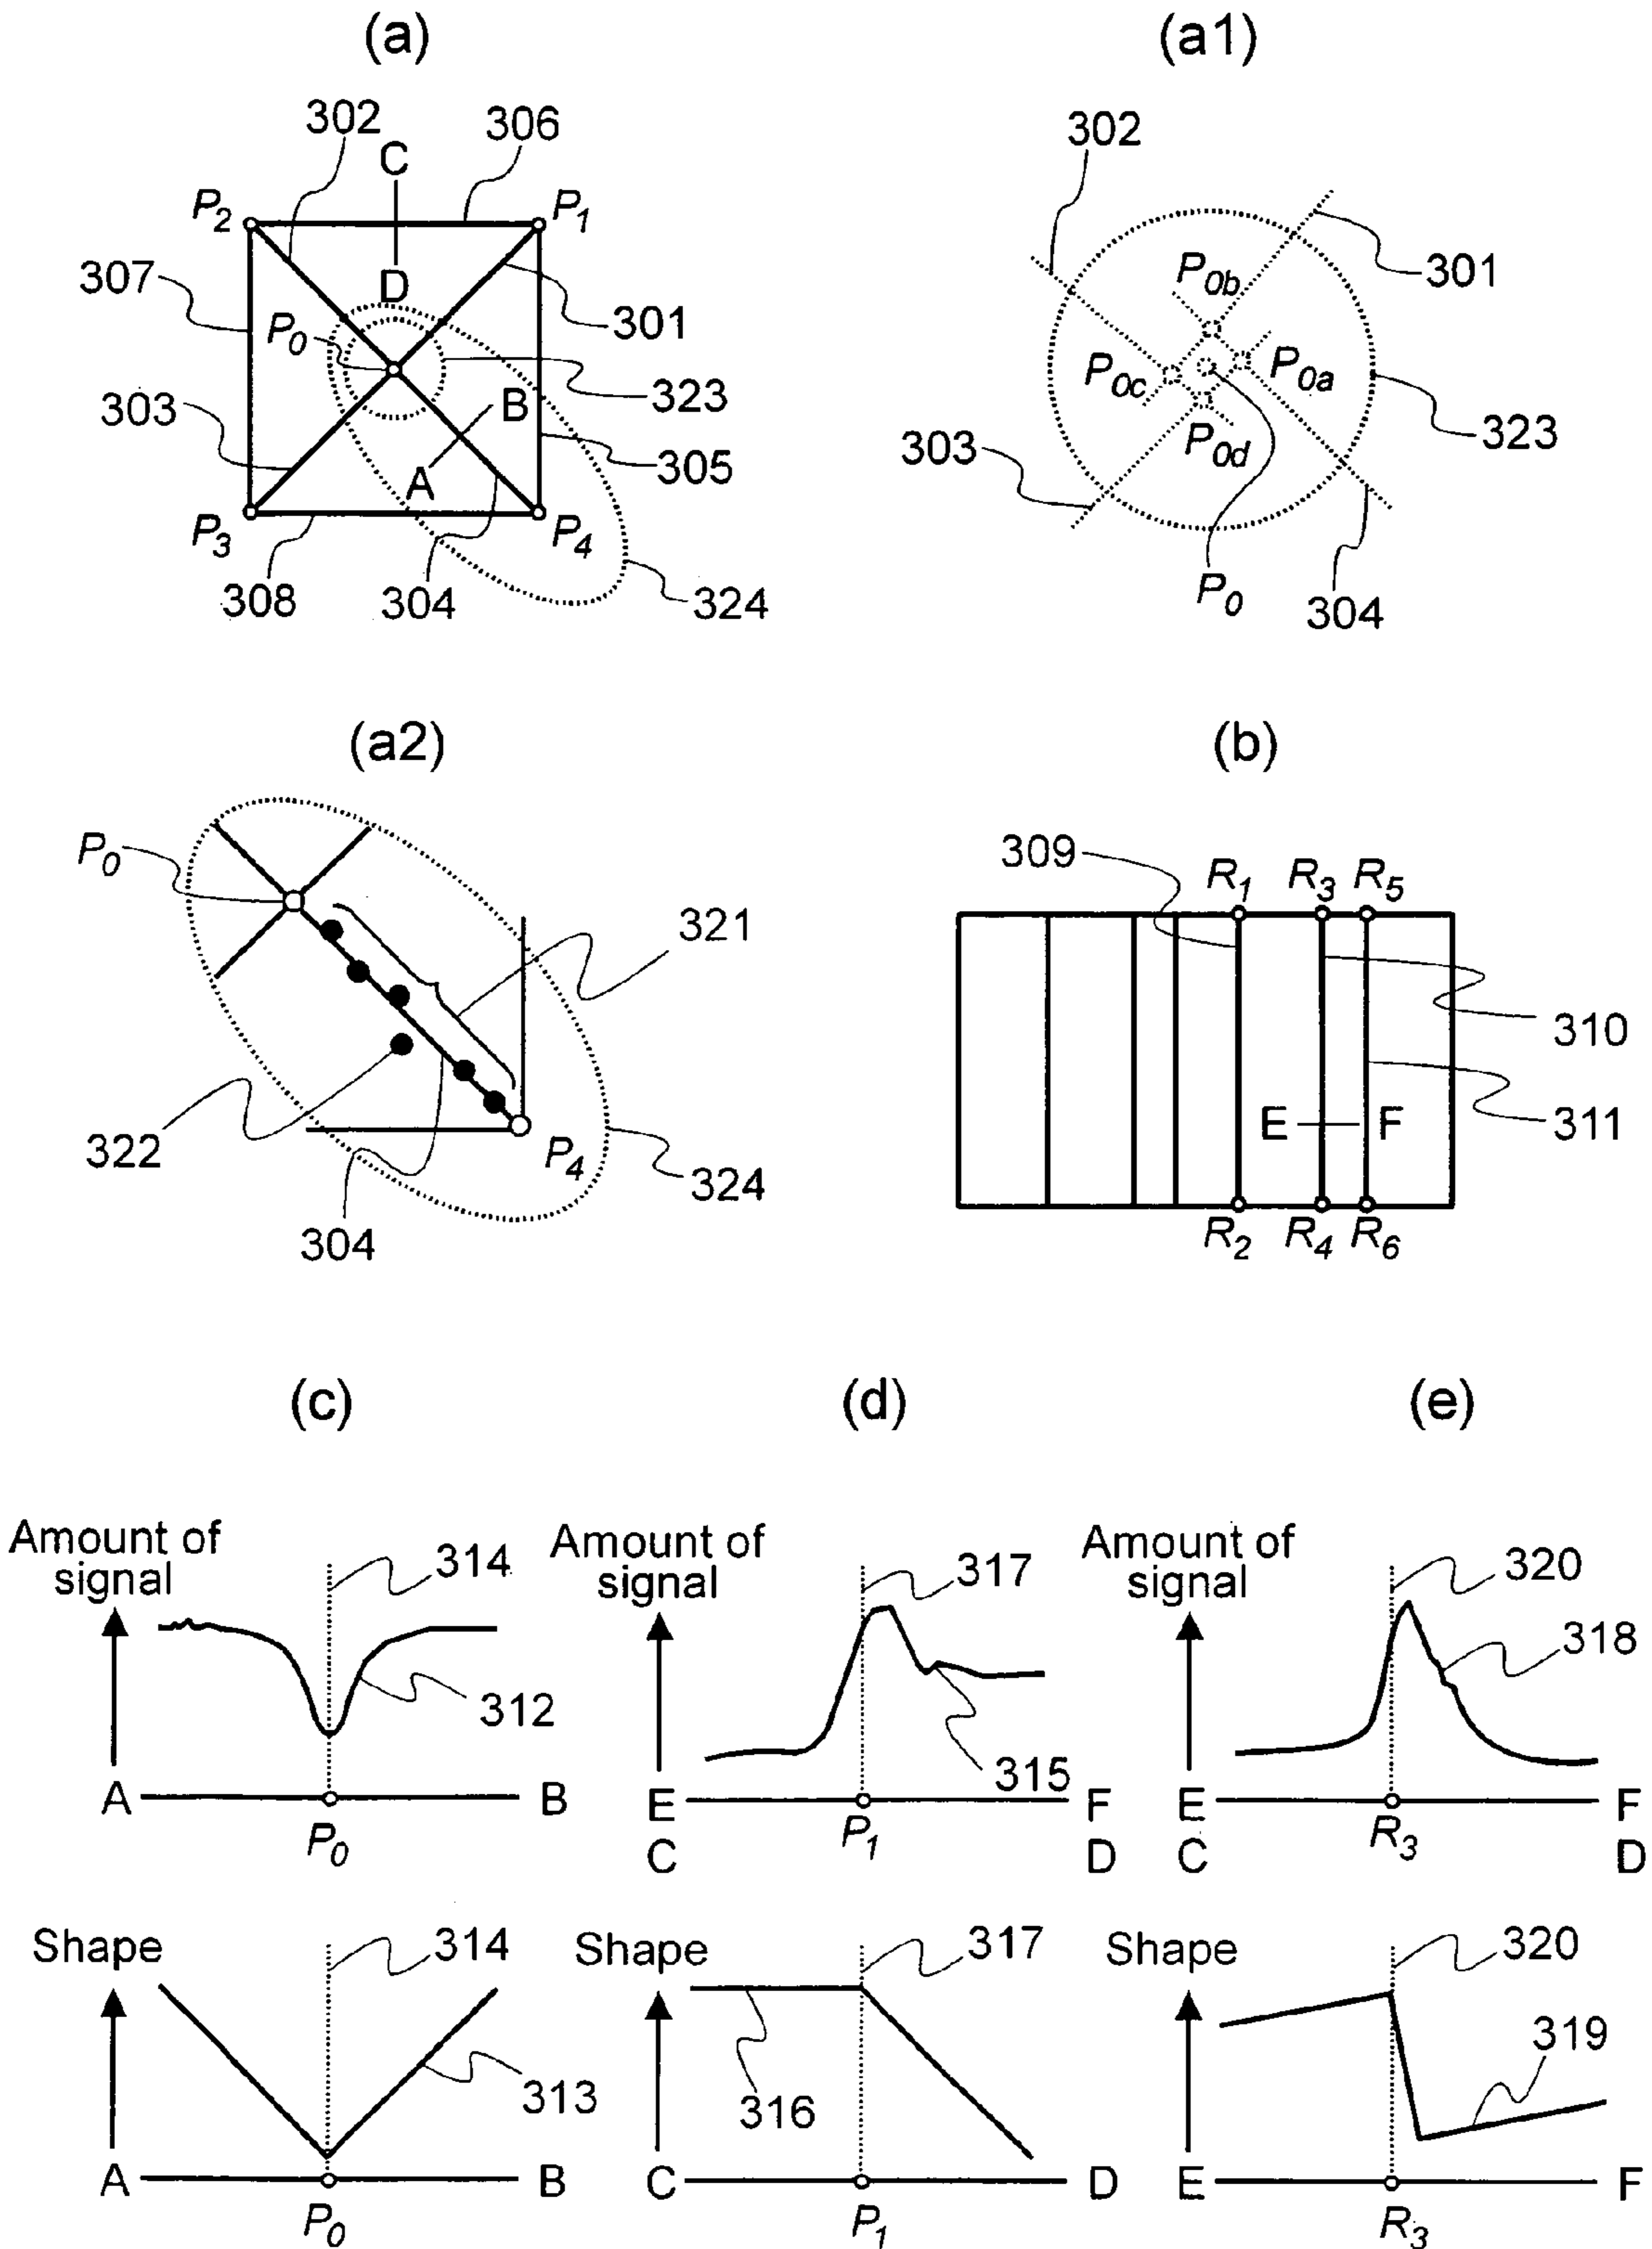 (a)
(a1)
302
306
C
P2
P1
D
307
P0
301
323
303
B
A
305
P3
P4
308
304
324
302
301
P0b
P0c
P0a
P0d
303
323
P0
304
(a2)
(b)
P0
321
322
P4
324
304
309
R1
R3
R5
310
E
F
311
R2
R4
R6
(c)
(d)
(e)
Amount of
signal
314
312
A
B
P0
Amount of
signal
317
315
E
F
P1
C
D
Amount of
signal
320
318
E
F
R3
C
D
Shape
314
313
A
B
P0
Shape
317
316
C
D
P1
Shape
320
319
E
F
R3